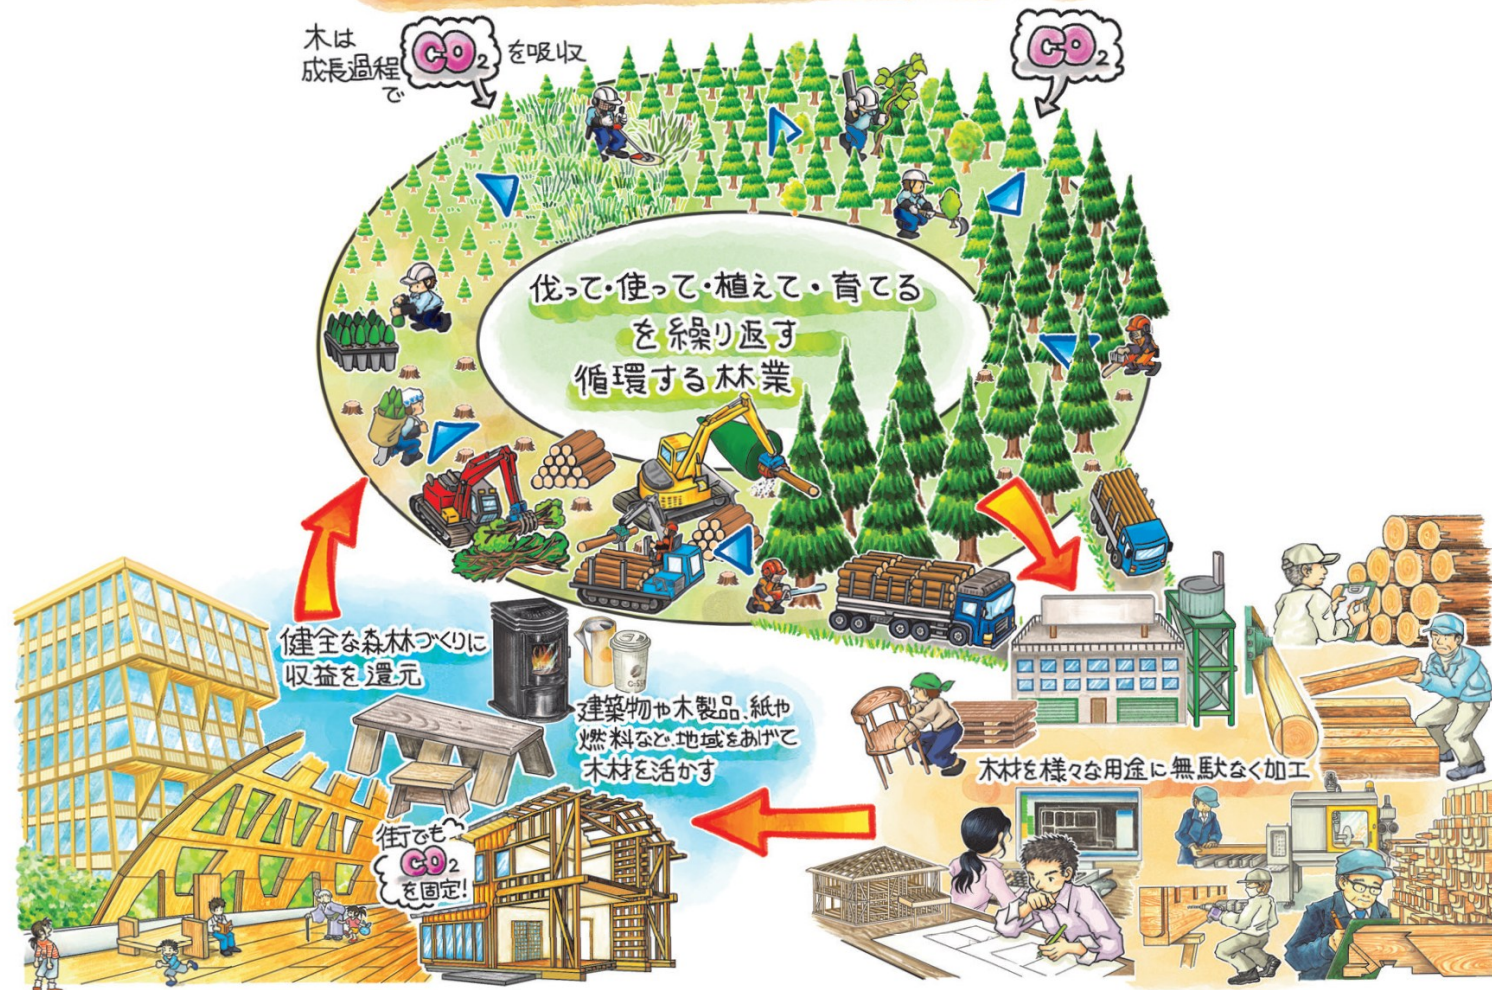 木は
成長過程
で
CO2
を吸収
CO2
伐って・使って・植えて・育てる
を繰り返す
循環する林業
健全な森林づくりに
収益を還元
建築物や木製品、紙や
燃料など、地域をあげて
木材を活かす
木材を様々な用途に無駄なく加工
街でも
CO2
を固定!